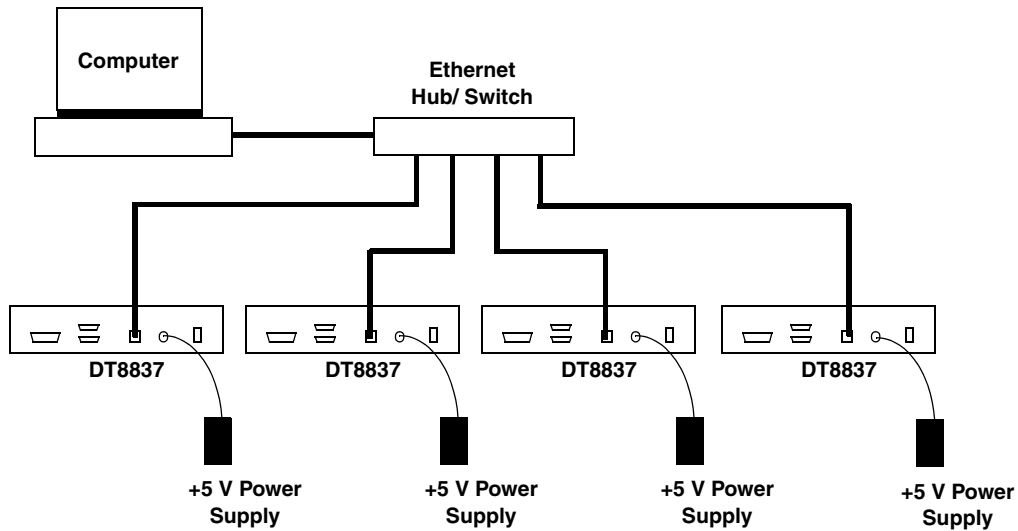 Computer
Ethernet
Hub/ Switch
DT8837
DT8837
DT8837
DT8837
+5 V Power
Supply
+5 V Power
Supply
+5 V Power
Supply
+5 V Power
Supply